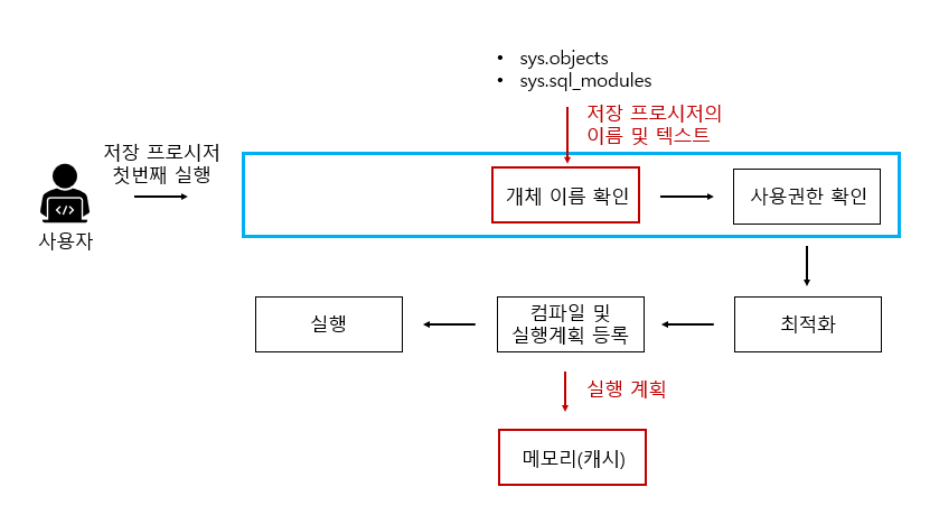 • sys.objects
• sys.sql_modules
저장 프로시저의
이름 및 텍스트
저장 프로시저
첫번째 실행
개체 이름 확인
사용권한 확인
</>
사용자
실행
컴파일 및
실행계획 등록
최적화
실행 계획
메모리(캐시)